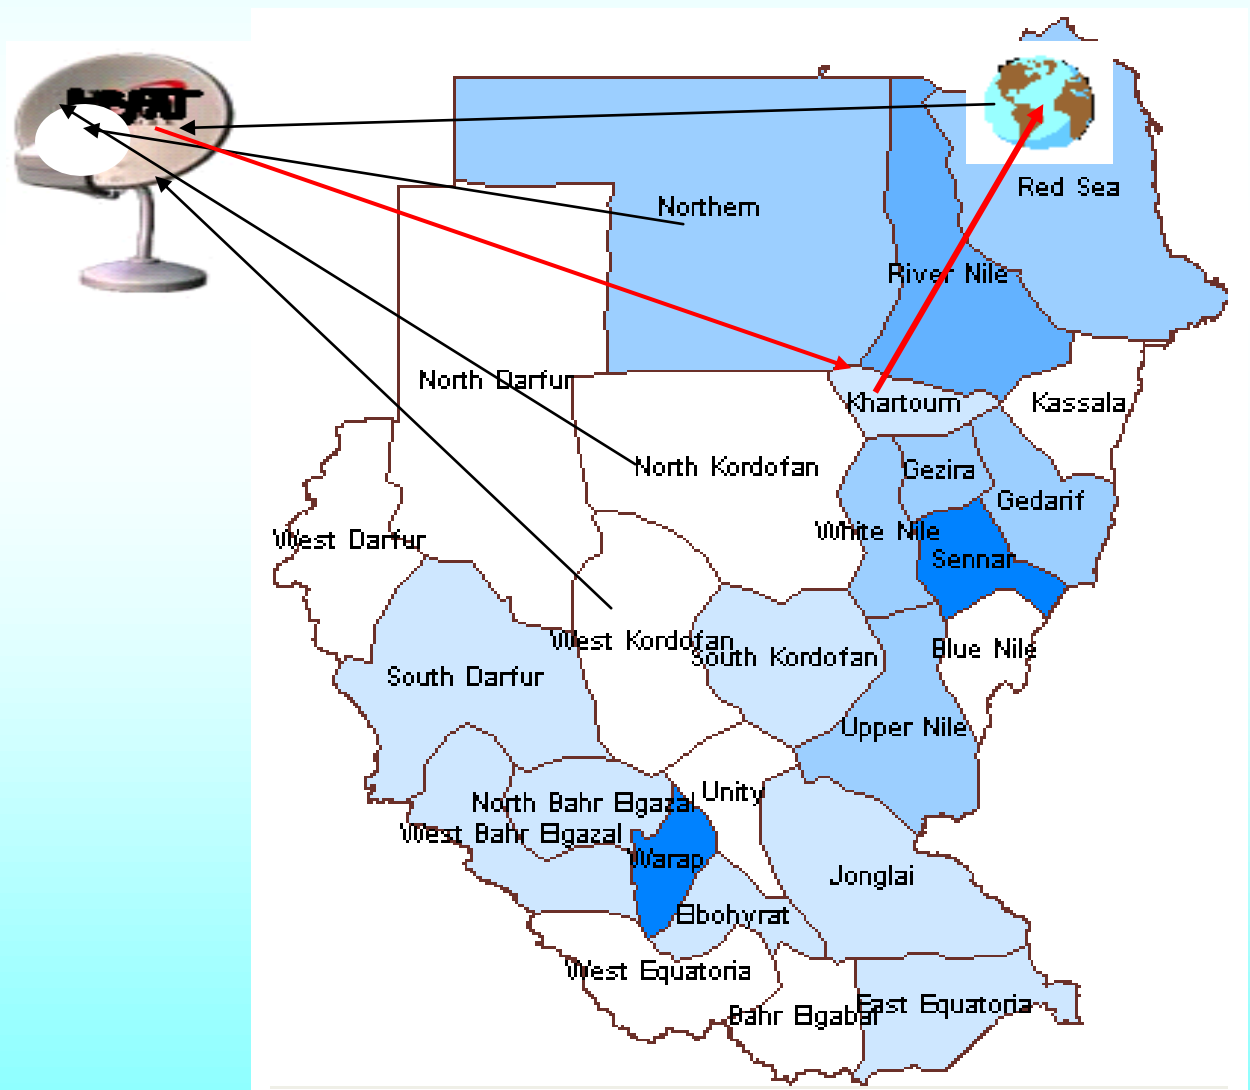 Red Sea
Northern
River Nile
North Darfur
Khartoum
Kassala
North Kordofan
Gezira
Gedarif
White Nile
West Darfur
Sennar
West Kordofan
South Kordofan
Blue Nile
South Darfur
Upper Nile
Unity
North Bahr Elgazal
West Bahr Elgazal
Warap
Jonglai
Elbohyrat
West Equatoria
East Equatoria
Bahr Elgabal